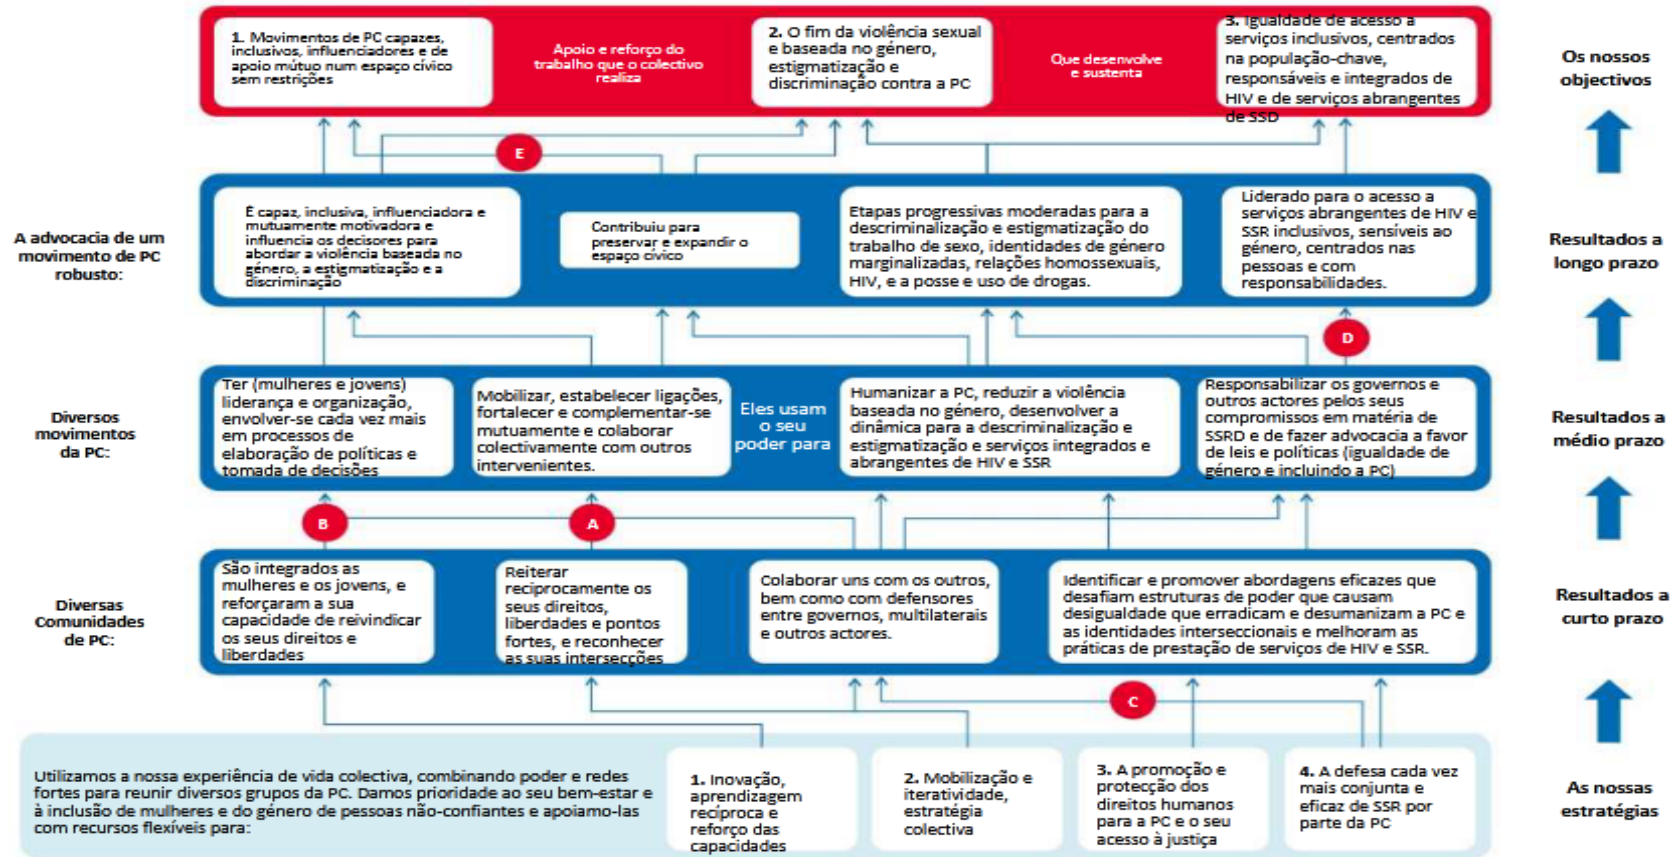 1. Movimentos de PC capazes,
inclusivos, influenciadores e de
apoio mútuo num espaço cívico
sem restrições
Apoio e reforço do
trabalho que o colectivo
realiza
2. O fim da violência sexual
e baseada no género,
estigmatização e
discriminação contra a PC
Que desenvolve
e sustenta
3. Igualdade de acesso a
serviços inclusivos, centrados
na população-chave,
responsáveis e integrados de
HIV e de serviços abrangentes
de SSD
Os nossos
objectivos
E
A advocacia de um
movimento de PC
robusto:
É capaz, inclusiva, influenciadora e
mutuamente motivadora e
influencia os decisores para
abordar a violência baseada no
género, a estigmatização e a
discriminação
Contribuiu para
preservar e expandir o
espaço cívico
Etapas progressivas moderadas para a
descriminalização e estigmatização do
trabalho de sexo, identidades de género
marginalizadas, relações homossexuais,
HIV, e a posse e uso de drogas.
Liderado para o acesso a
serviços abrangentes de HIV e
SSR inclusivos, sensíveis ao
género, centrados nas
pessoas e com
responsabilidades.
Resultados a
longo prazo
D
Diversos
movimentos
da PC:
Ter (mulheres e jovens)
liderança e organização,
envolver-se cada vez mais
em processos de
elaboração de políticas e
tomada de decisões
Mobilizar, estabelecer ligações,
fortalecer e complementar-se
mutuamente e colaborar
colectivamente com outros
intervenientes.
Eles usam
o seu
poder para
Humanizar a PC, reduzir a violência
baseada no género, desenvolver a
dinâmica para a descriminalização e
estigmatização e serviços integrados e
abrangentes de HIV e SSR
Responsabilizar os governos e
outros actores pelos seus
compromissos em matéria de
SSRD e de fazer advocacia a favor
de leis e políticas (igualdade de
género e incluindo a PC)
Resultados a
médio prazo
B
A
Diversas
Comunidades
de PC:
São integrados as
mulheres e os jovens, e
reforçaram a sua
capacidade de reivindicar
os seus direitos e
liberdades
Reiterar
reciprocamente os
seus direitos,
liberdades e pontos
fortes, e reconhecer
as suas intersecções
Colaborar uns com os outros,
bem como com defensores
entre governos, multilaterais
e outros actores.
Identificar e promover abordagens eficazes que
desafiam estruturas de poder que causam
desigualdade que erradicam e desumanizam a PC e
as identidades interseccionais e melhoram as
práticas de prestação de serviços de HIV e SSR.
Resultados a
curto prazo
C
Utilizamos a nossa experiência de vida colectiva, combinando poder e redes
fortes para reunir diversos grupos da PC. Damos prioridade ao seu bem-estar e
à inclusão de mulheres e do género de pessoas não-confiantes e apoiamo-las
com recursos flexíveis para:
1. Inovação,
aprendizagem
recíproca e
reforço das
capacidades
2. Mobilização e
iteratividade,
estratégia
colectiva
3. A promoção e
protecção dos
direitos humanos
para a PC e o seu
acesso à justiça
4. A defesa cada vez
mais conjunta e
eficaz de SSR por
parte da PC
As nossas
estratégias